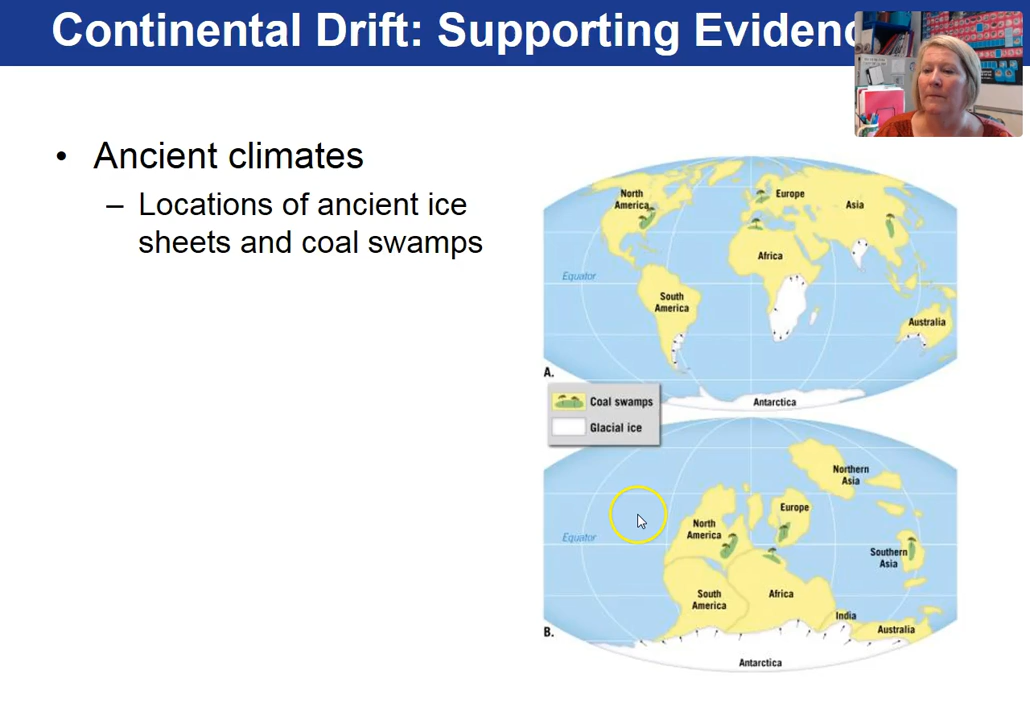 Continental Drift: Supporting Evidenc
• Ancient climates
– Locations of ancient ice
sheets and coal swamps
North
America
Europe
Asia
Africa
Equator
South
America
Australia
A.
Antarctica
Coal swamps
Glacial ice
Northern
Asia
Europe
North
America
Equator
Southern
Asia
South
America
Africa
India
Australia
B.
Antarctica